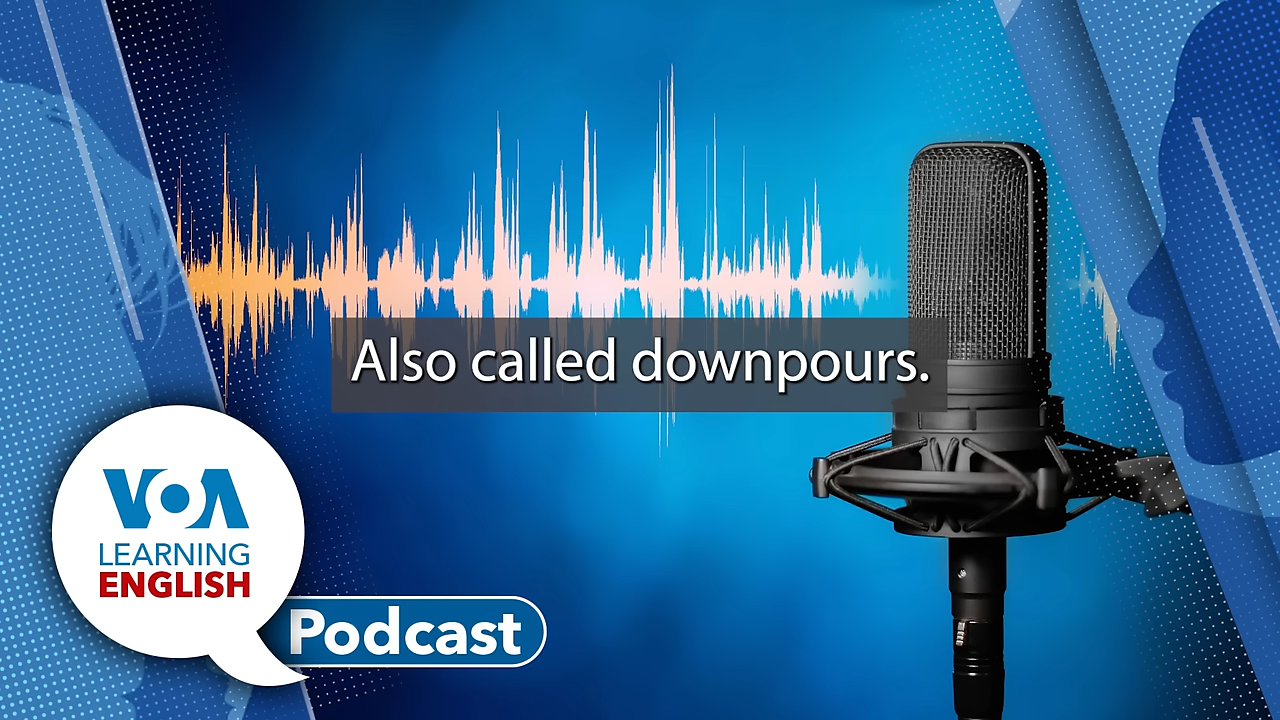 Also called downpours.
VOA
LEARNING
ENGLISH
Podcast